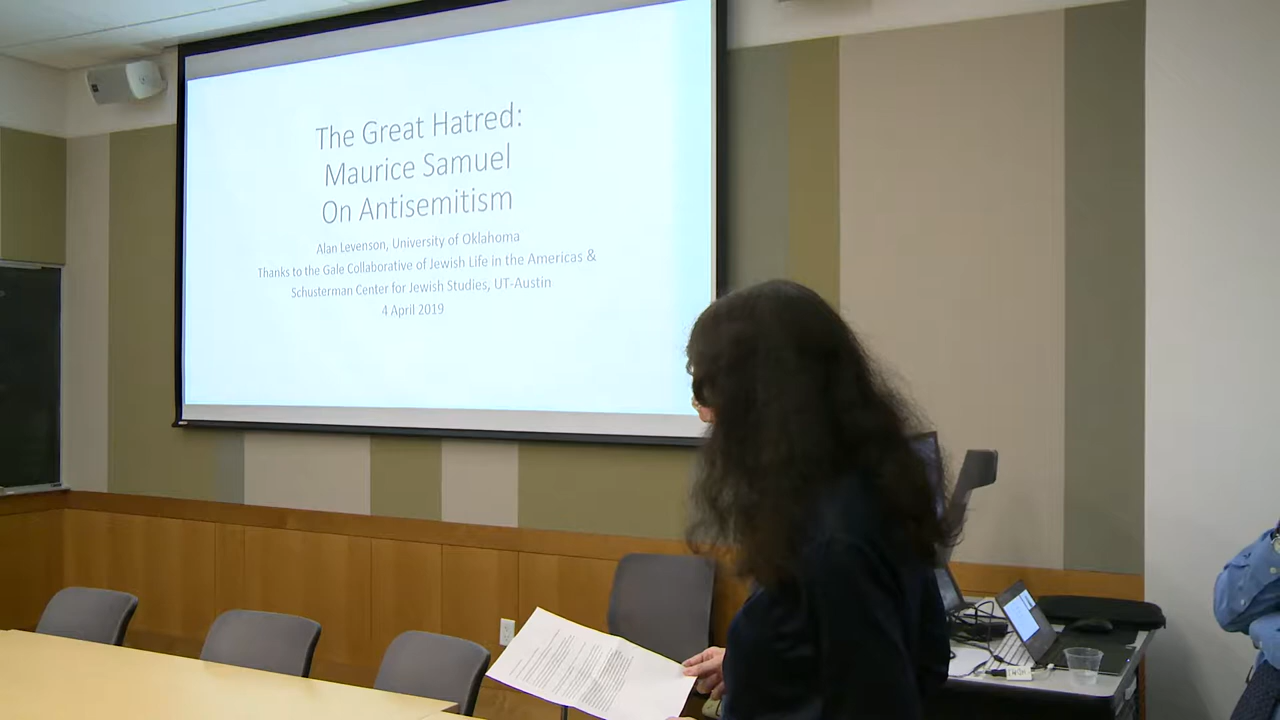 The Great Hatred:
Maurice Samuel
On Antisemitism
Alan Levenson, University of Oklahoma
Thanks to the Gale Collaborative of Jewish Life in the Americas &
Schusterman Center for Jewish Studies, UT-Austin
4 April 2019